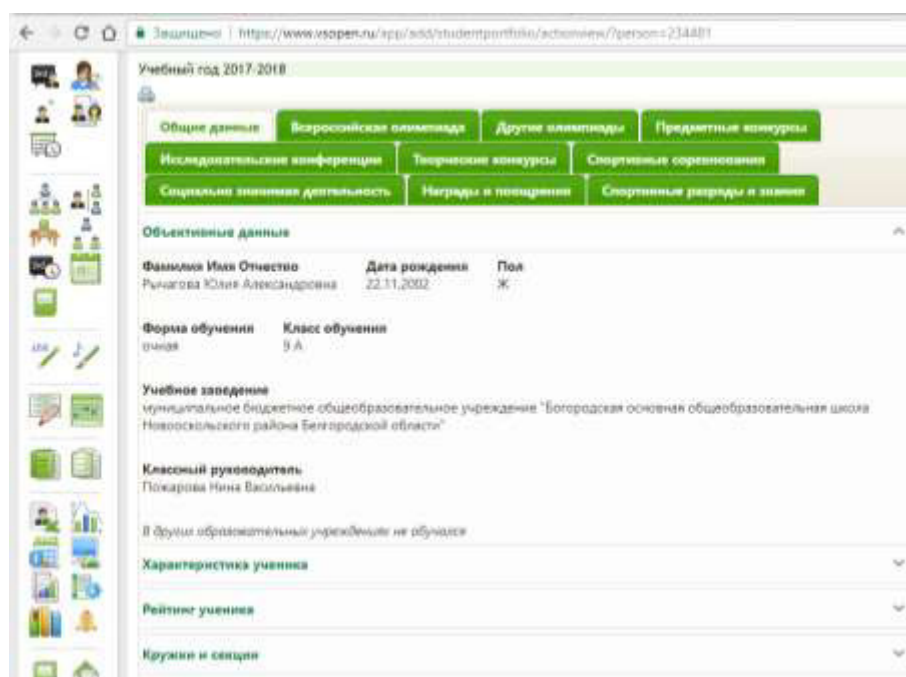 Защищено | https://www.vsopen.ru/app/add/studentportfolio/actionview/?person=234481
Учебный год 2017-2018
Общие данные Всероссийская олимпиада Другие олимпиады Предметные конкурсы
Исследовательские конференции Творческие конкурсы Спортивные соревнования
Социально значимая деятельность Награды и поощрения Спортивные разряды и звания
Объективные данные
Фамилия Имя Отчество Дата рождения Пол
Рычагова Юлия Александровна 22.11.2002 Ж
Форма обучения Класс обучения
очная 9 А
Учебное заведение
муниципальное бюджетное общеобразовательное учреждение "Богородская основная общеобразовательная школа
Новооскольского района Белгородской области"
Классный руководитель
Пожарова Нина Васильевна
В других образовательных учреждениях не обучался
Характеристика ученика
Рейтинг ученика
Кружки и секции